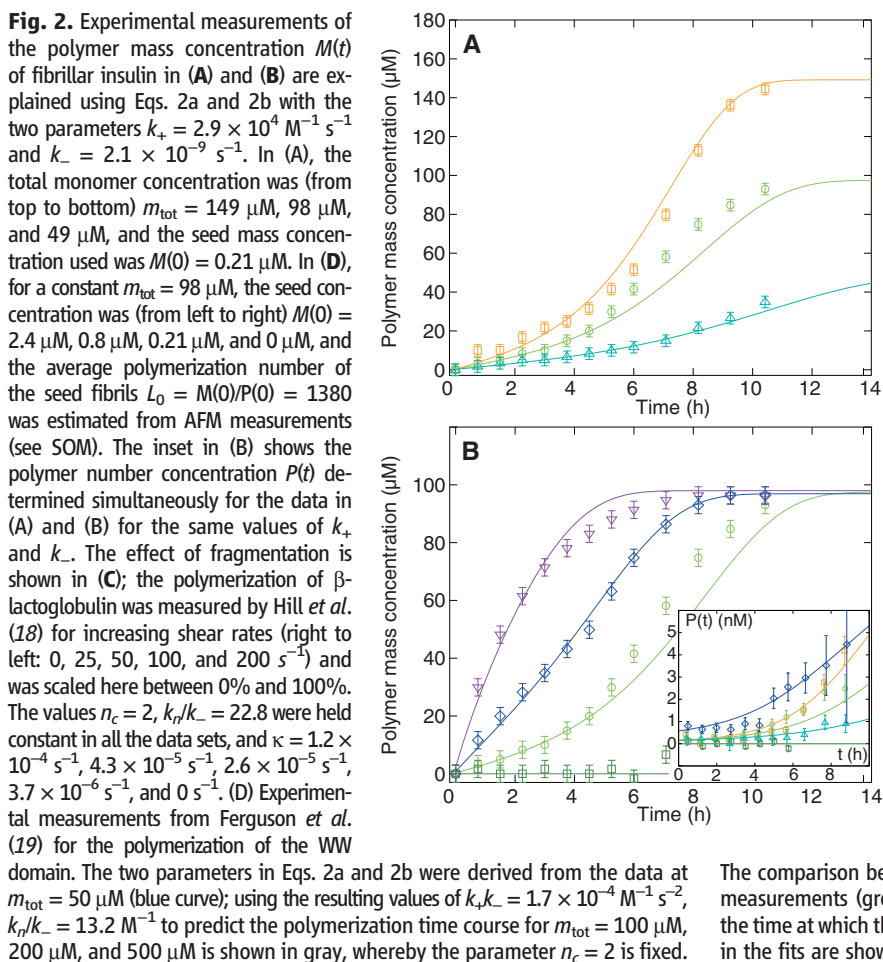 Fig. 2. Experimental measurements of
the polymer mass concentration M(t)
of fibrillar insulin in (A) and (B) are ex-
plained using Eqs. 2a and 2b with the
two parameters k₊ = 2.9 × 10⁴ M⁻¹ s⁻¹
and k₋ = 2.1 × 10⁻⁹ s⁻¹. In (A), the
total monomer concentration was (from
top to bottom) mₜₒₜ = 149 μM, 98 μM,
and 49 μM, and the seed mass concen-
tration used was M(0) = 0.21 μM. In (D),
for a constant mₜₒₜ = 98 μM, the seed con-
centration was (from left to right) M(0) =
2.4 μM, 0.8 μM, 0.21 μM, and 0 μM, and
the average polymerization number of
the seed fibrils L₀ = M(0)/P(0) = 1380
was estimated from AFM measurements
(see SOM). The inset in (B) shows the
polymer number concentration P(t) de-
termined simultaneously for the data in
(A) and (B) for the same values of k₊
and k₋. The effect of fragmentation is
shown in (C); the polymerization of β-
lactoglobulin was measured by Hill et al.
(18) for increasing shear rates (right to
left: 0, 25, 50, 100, and 200 s⁻¹) and
was scaled here between 0% and 100%.
The values n_c = 2, kₙ/k₋ = 22.8 were held
constant in all the data sets, and κ = 1.2 ×
10⁻⁴ s⁻¹, 4.3 × 10⁻⁵ s⁻¹, 2.6 × 10⁻⁵ s⁻¹,
3.7 × 10⁻⁶ s⁻¹, and 0 s⁻¹. (D) Experimen-
tal measurements from Ferguson et al.
(19) for the polymerization of the WW
domain. The two parameters in Eqs. 2a and 2b were derived from the data at
mₜₒₜ = 50 μM (blue curve); using the resulting values of k₊k₋ = 1.7 × 10⁻⁴ M⁻¹ s⁻²,
kₙ/k₋ = 13.2 M⁻¹ to predict the polymerization time course for mₜₒₜ = 100 μM,
200 μM, and 500 μM is shown in gray, whereby the parameter n_c = 2 is fixed.
A
Polymer mass concentration (μM)
180
160
140
120
100
80
60
40
20
0
0 2 4 6 8 10 12 14
Time (h)
B
Polymer mass concentration (μM)
100
80
60
40
20
0
0 2 4 6 8 10 12 14
Time (h)
P(t) (nM)
5
4
3
2
1
0
0 2 4 6 8
t (h)
The comparison be
measurements (gre
the time at which th
in the fits are show